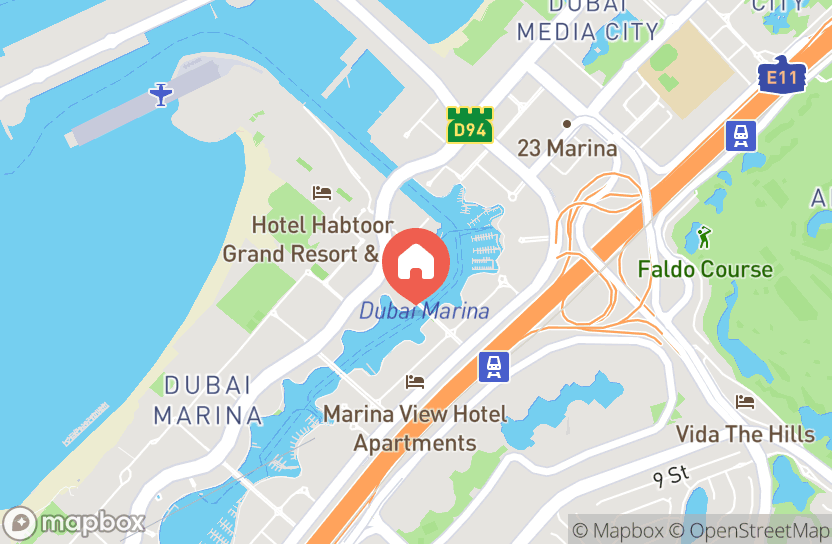 DUBAI
MEDIA CITY
CITY
E11
D94
23 Marina
Hotel Habtoor
Grand Resort &
Faldo Course
Dubai Marina
DUBAI
MARINA
Marina View Hotel
Apartments
Vida The Hills
9 St
mapbox
© Mapbox © OpenStreetMap